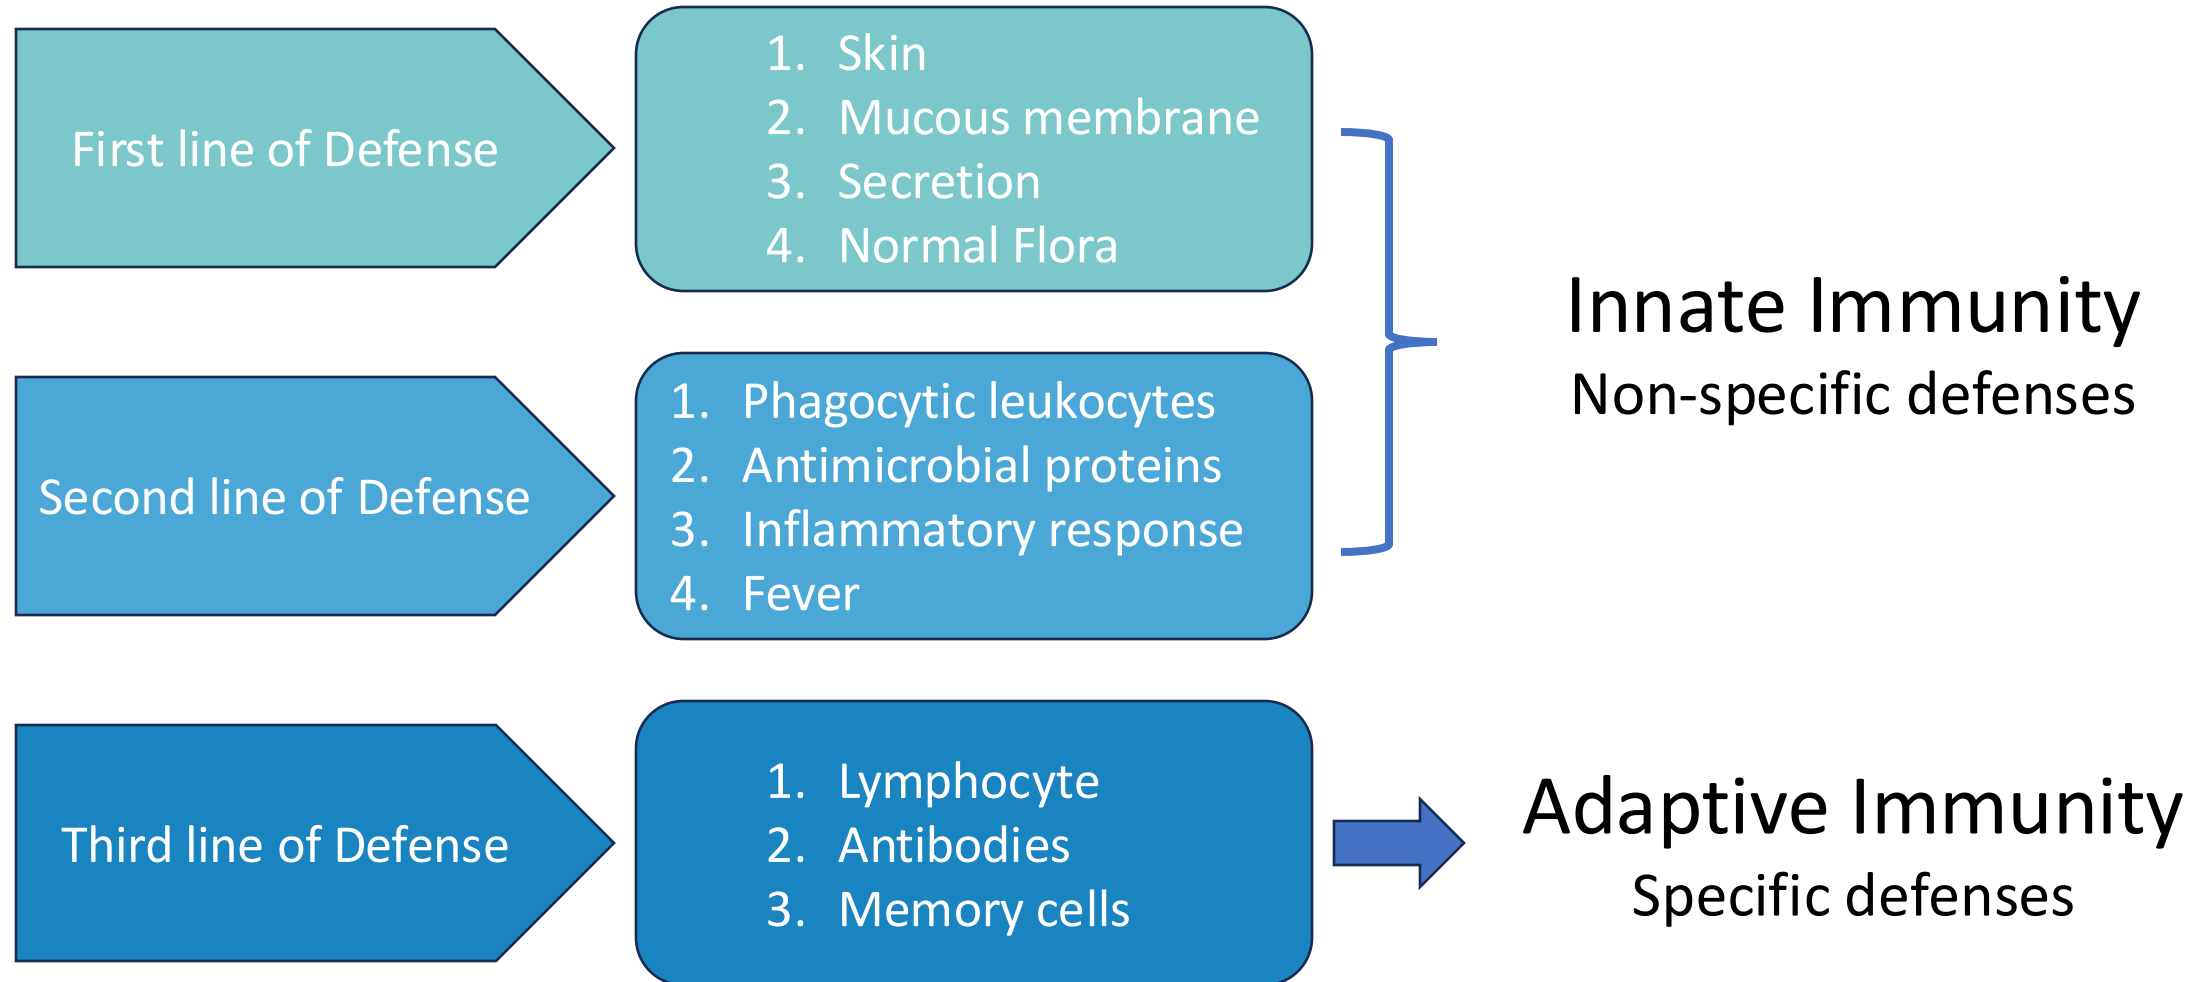 First line of Defense
1. Skin
2. Mucous membrane
3. Secretion
4. Normal Flora
Second line of Defense
1. Phagocytic leukocytes
2. Antimicrobial proteins
3. Inflammatory response
4. Fever
Innate Immunity
Non-specific defenses
Third line of Defense
1. Lymphocyte
2. Antibodies
3. Memory cells
Adaptive Immunity
Specific defenses